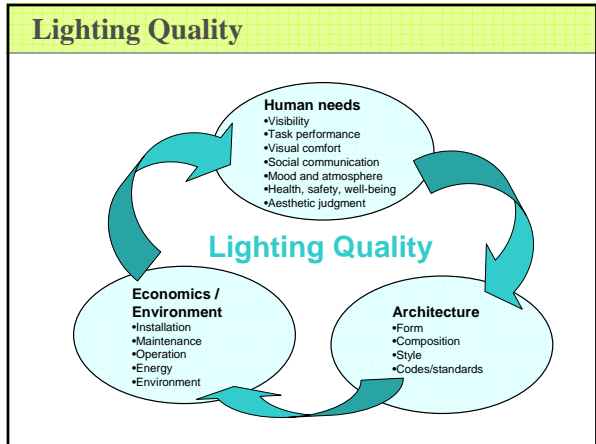 Lighting Quality
Human needs
•Visibility
•Task performance
•Visual comfort
•Social communication
•Mood and atmosphere
•Health, safety, well-being
•Aesthetic judgment
Lighting Quality
Economics /
Environment
•Installation
•Maintenance
•Operation
•Energy
•Environment
Architecture
•Form
•Composition
•Style
•Codes/standards